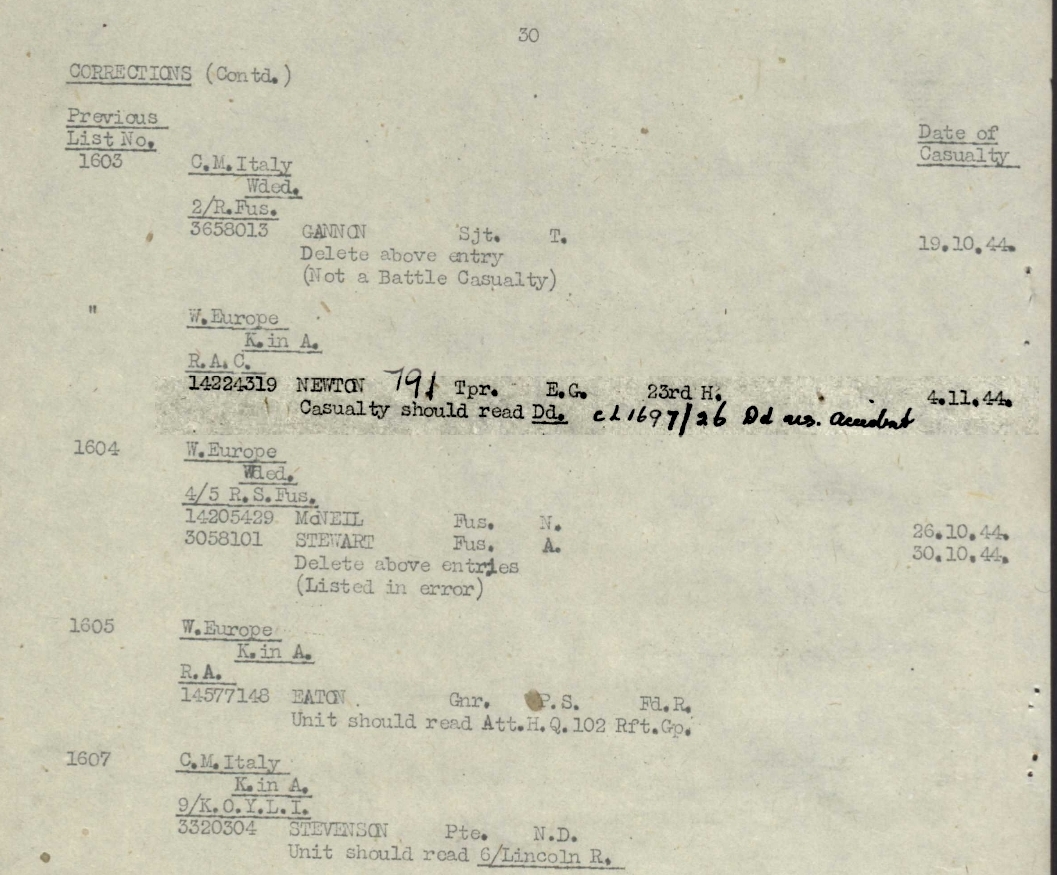 30
CORRECTIONS (Contd.)
Previous
List No.
Date of
Casualty
1603 C.M.Italy
Wded.
2/R.Fus.
3658013 GANNON Sjt. T. 19.10.44.
Delete above entry
(Not a Battle Casualty)
" W.Europe
K.in A.
R.A.C.
14224319 NEWTON 79/ Tpr. E.G. 23rd H. 4.11.44.
Casualty should read Dd. cl 1697/26 Dd as. accident
1604 W.Europe
Wded.
4/5 R.S.Fus.
14205429 McNEIL Fus. N. 26.10.44.
3058101 STEWART Fus. A. 30.10.44.
Delete above entries
(Listed in error)
1605 W.Europe
K.in A.
R.A.
14577148 EATON. Gnr. P.S. Fd.R.
Unit should read Att.H.Q.102 Rft.Gp.
1607 C.M.Italy
K.in A.
9/K.O.Y.L.I.
3320304 STEVENSON Pte. N.D.
Unit should read 6/Lincoln R.